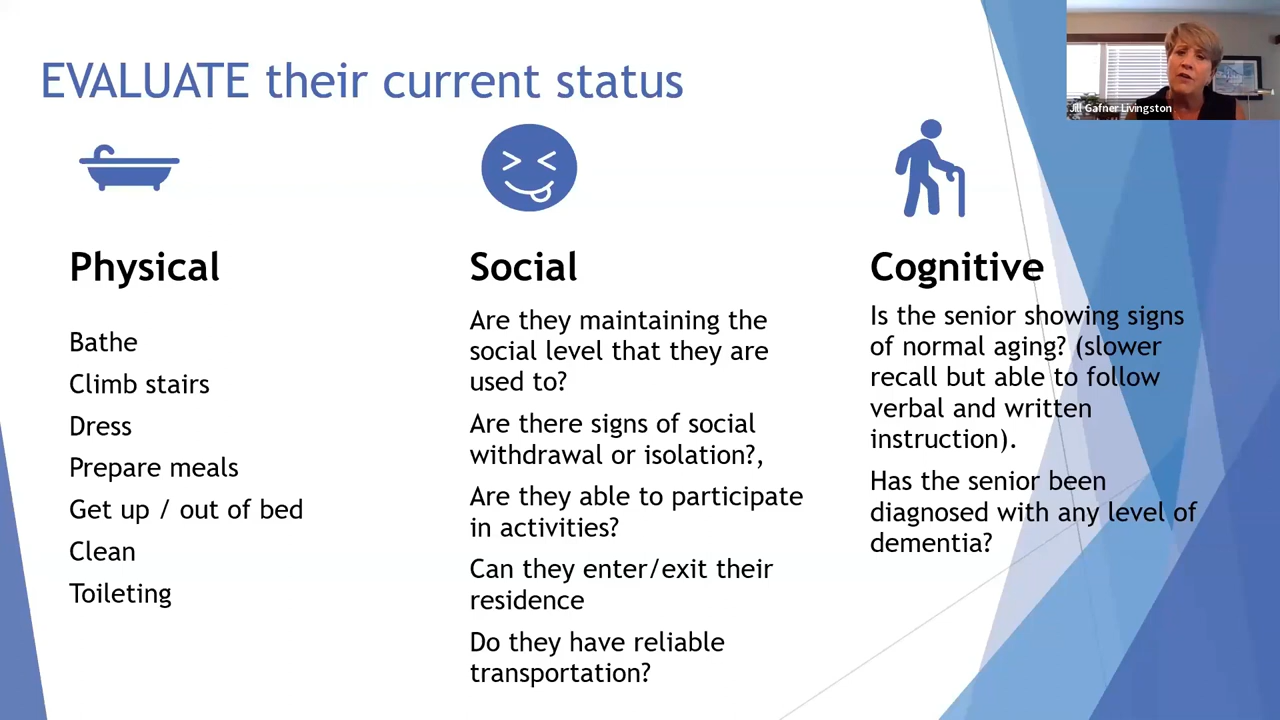 EVALUATE their current status
Jill Gafner Livingston
Physical
Bathe
Climb stairs
Dress
Prepare meals
Get up / out of bed
Clean
Toileting
Social
Are they maintaining the
social level that they are
used to?
Are there signs of social
withdrawal or isolation?,
Are they able to participate
in activities?
Can they enter/exit their
residence
Do they have reliable
transportation?
Cognitive
Is the senior showing signs
of normal aging? (slower
recall but able to follow
verbal and written
instruction).
Has the senior been
diagnosed with any level of
dementia?